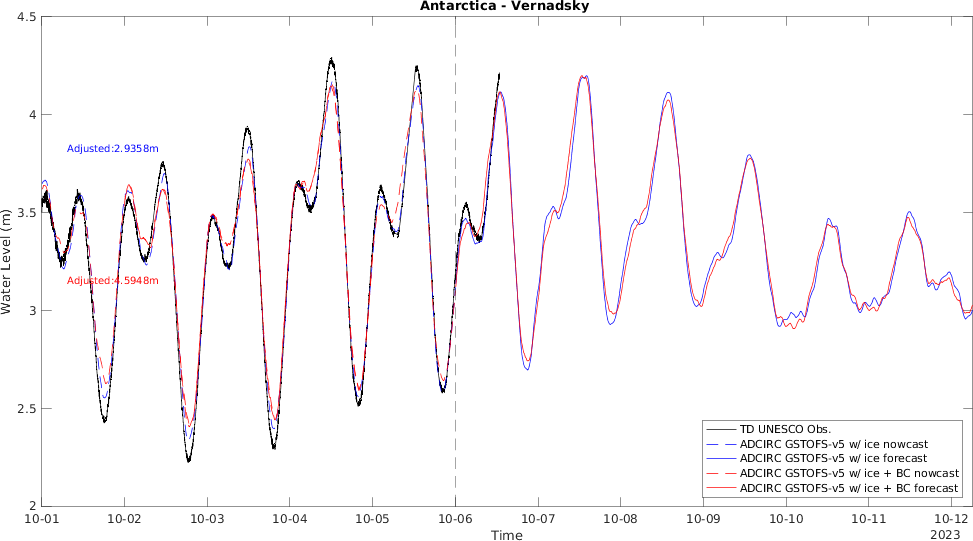 Antarctica - Vernadsky
4.5
4
3.5
3
2.5
2
Water Level (m)
Adjusted:2.9358m
Adjusted:4.5948m
TD UNESCO Obs.
ADCIRC GSTOFS-v5 w/ ice nowcast
ADCIRC GSTOFS-v5 w/ ice forecast
ADCIRC GSTOFS-v5 w/ ice + BC nowcast
ADCIRC GSTOFS-v5 w/ ice + BC forecast
10-01 10-02 10-03 10-04 10-05 10-06 10-07 10-08 10-09 10-10 10-11 10-12
Time
2023